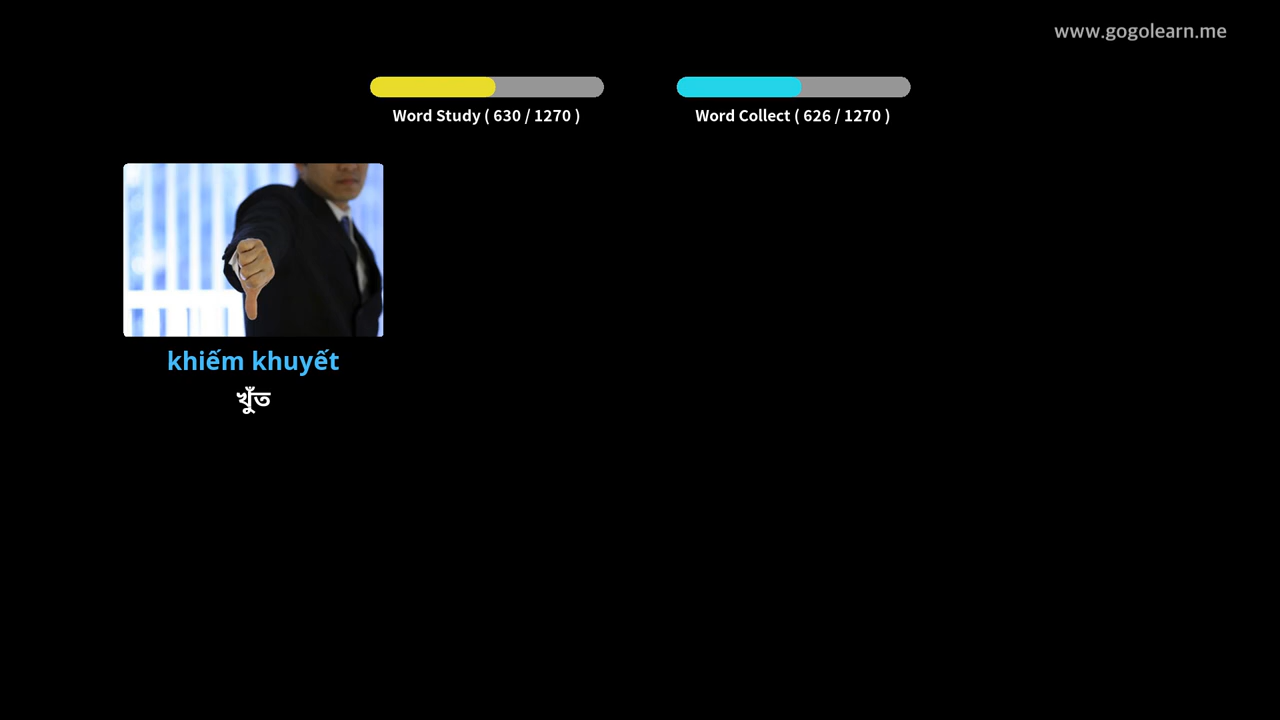 www.gogolearn.me
Word Study ( 630 / 1270 )
Word Collect ( 626 / 1270 )
khiếm khuyết
খুঁত